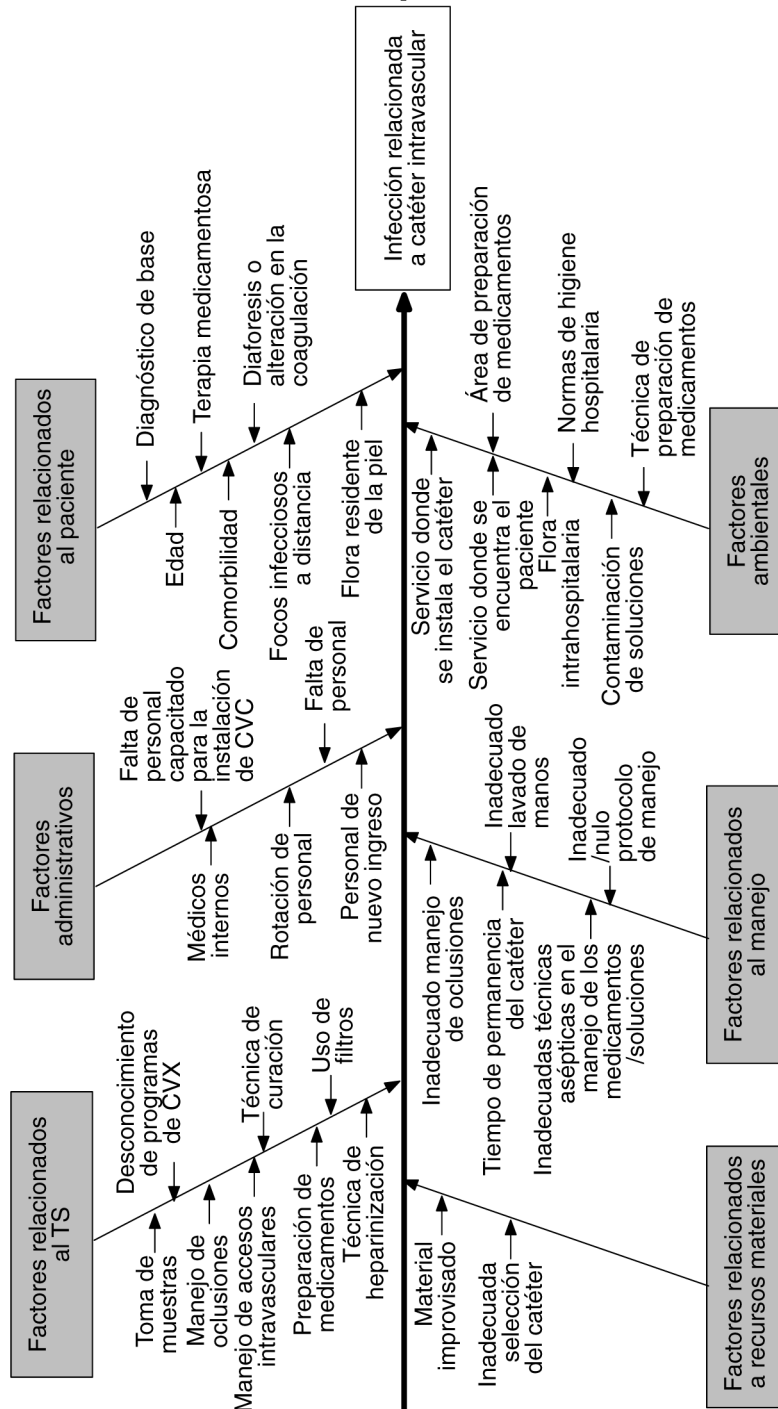 Factores relacionados
al TS
Desconocimiento
de programas
de CVX
Toma de
muestras
Manejo de
oclusiones
Manejo de accesos
intravasculares
Técnica de
curación
Preparación de
medicamentos
Uso de
filtros
Técnica de
heparinización
Factores
administrativos
Falta de
personal
capacitado
para la
instalación
de CVC
Médicos
internos
Rotación de
personal
Falta de
personal
Personal de
nuevo ingreso
Factores relacionados
al paciente
Diagnóstico de base
Edad
Terapia medicamentosa
Comorbilidad
Diaforesis o
alteración en la
coagulación
Focos infecciosos
a distancia
Flora residente
de la piel
Infección relacionada
a catéter intravascular
Material
improvisado
Inadecuada
selección
del catéter
Factores relacionados
a recursos materiales
Inadecuado manejo
de oclusiones
Tiempo de permanencia
del catéter
Inadecuado
lavado de
manos
Inadecuadas técnicas
asépticas en el
manejo de los
medicamentos
/soluciones
Inadecuado
/nulo
protocolo
de manejo
Factores relacionados
al manejo
Servicio donde
se instala el catéter
Área de preparación
de medicamentos
Servicio donde se
encuentra el
paciente
Flora
intrahospitalaria
Normas de higiene
hospitalaria
Contaminación
de soluciones
Técnica de
preparación de
medicamentos
Factores
ambientales